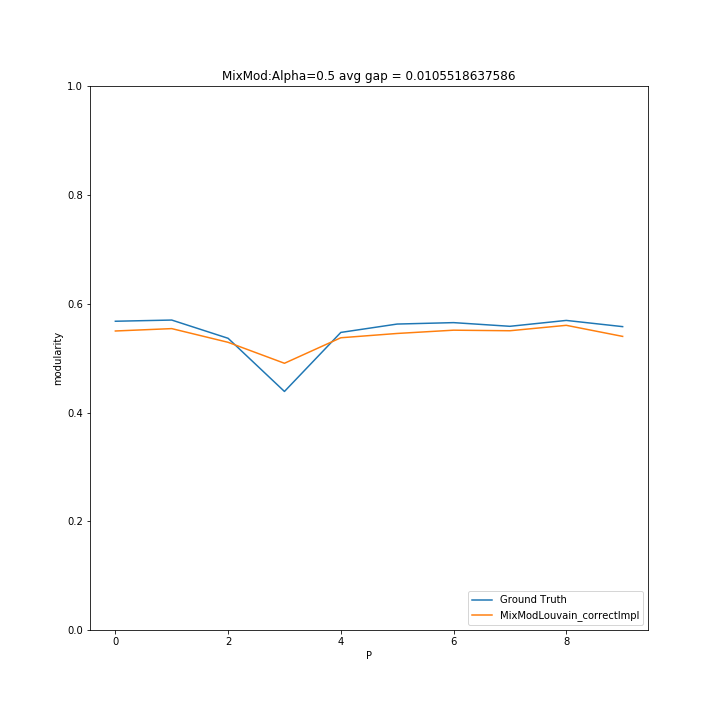 MixMod:Alpha=0.5 avg gap = 0.0105518637586
1.0
0.8
0.6
0.4
0.2
0.0
modularity
0 2 4 6 8
P
Ground Truth
MixModLouvain_correctImpl